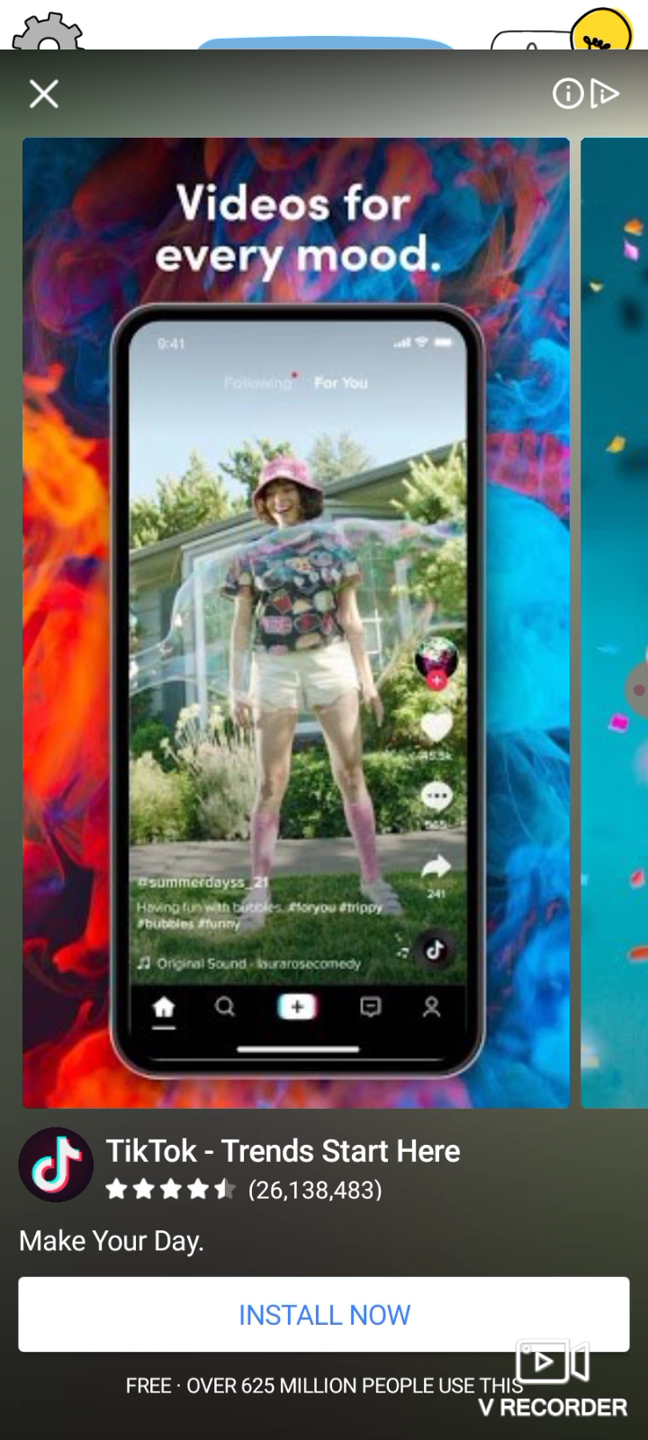 Videos for
every mood.
9:41
Following
For You
45.5k
@summerdayss_21
Having fun with bubbles. #foryou #trippy
#bubbles #funny
241
Original Sound - laurarosecomedy
TikTok - Trends Start Here
(26,138,483)
Make Your Day.
INSTALL NOW
FREE · OVER 625 MILLION PEOPLE USE THIS
V RECORDER